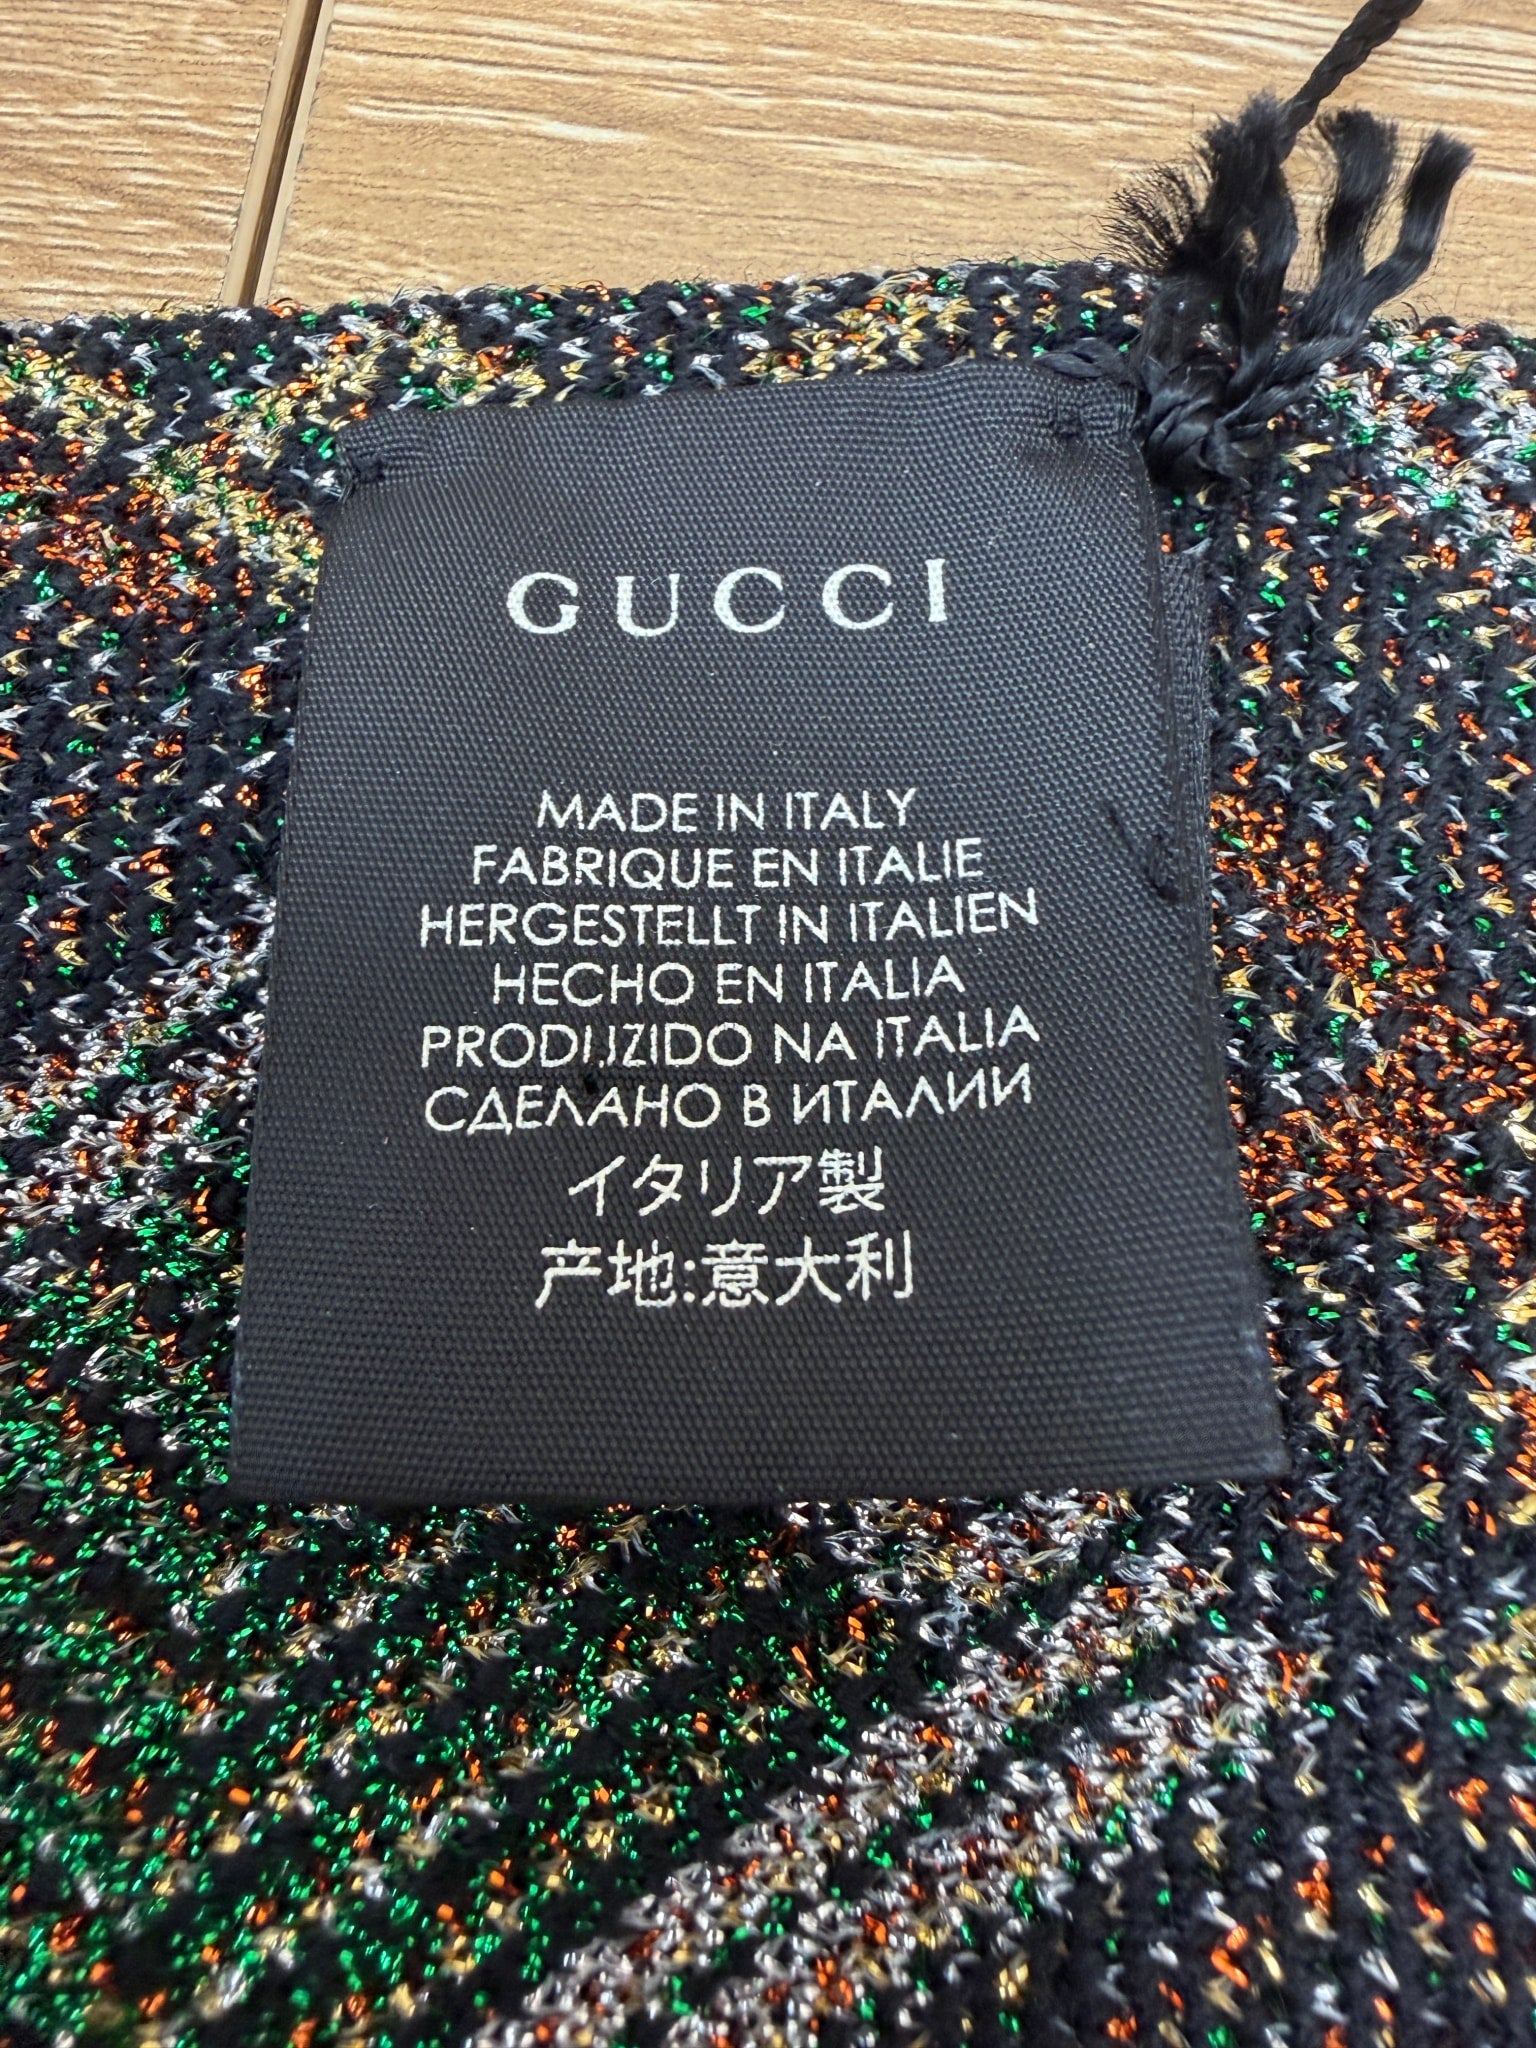 GUCCI
MADE IN ITALY
FABRIQUE EN ITALIE
HERGESTELLT IN ITALIEN
HECHO EN ITALIA
PRODUZIDO NA ITALIA
СДЕЛАНО В ИТАЛИИ
イタリア製
产地:意大利